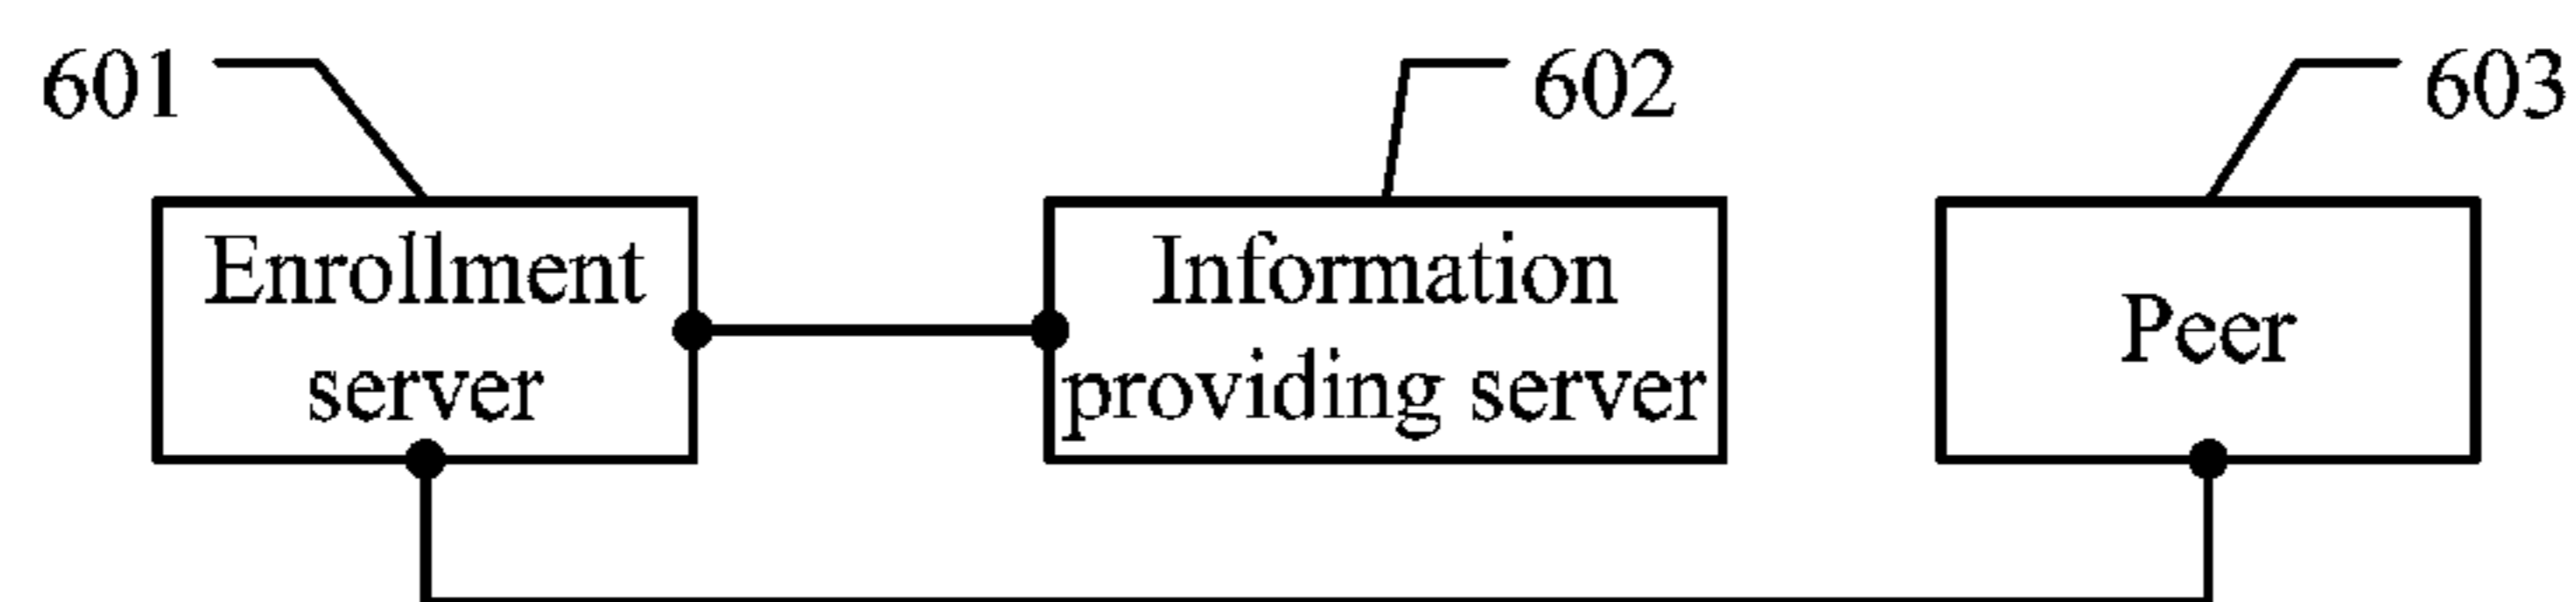 601
602
603
Enrollment
server
Information
providing server
Peer